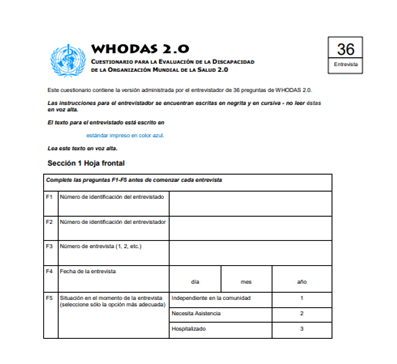 WHODAS 2.0
CUESTIONARIO PARA LA EVALUACIÓN DE LA DISCAPACIDAD
DE LA ORGANIZACIÓN MUNDIAL DE LA SALUD 2.0
36
Entrevista
Este cuestionario contiene la versión administrada por el entrevistador de 36 preguntas de WHODAS 2.0.
Las instrucciones para el entrevistador se encuentran escritas en negrita y en cursiva - no leer éstas
en voz alta.
El texto para el entrevistado está escrito en
estándar impreso en color azul.
Lea este texto en voz alta.
Sección 1 Hoja frontal
Complete las preguntas F1-F5 antes de comenzar cada entrevista
F1 Número de identificación del entrevistado
F2 Número de identificación del entrevistador
F3 Número de entrevista (1, 2, etc.)
F4 Fecha de la entrevista
día mes año
F5 Situación en el momento de la entrevista
(seleccione sólo la opción más adecuada)
Independiente en la comunidad 1
Necesita Asistencia 2
Hospitalizado 3